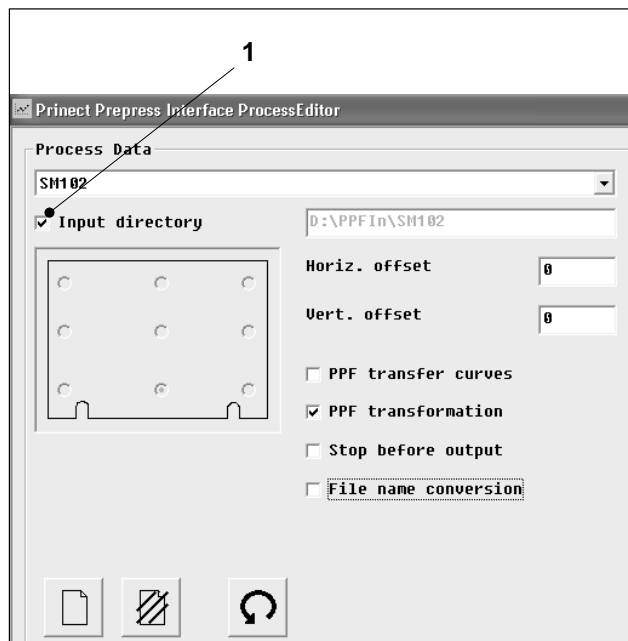 1
Prinect Prepress Interface ProcessEditor
Process Data
SM102
Input directory
D:\PPFIn\SM102
Horiz. offset
0
Vert. offset
0
PPF transfer curves
PPF transformation
Stop before output
File name conversion